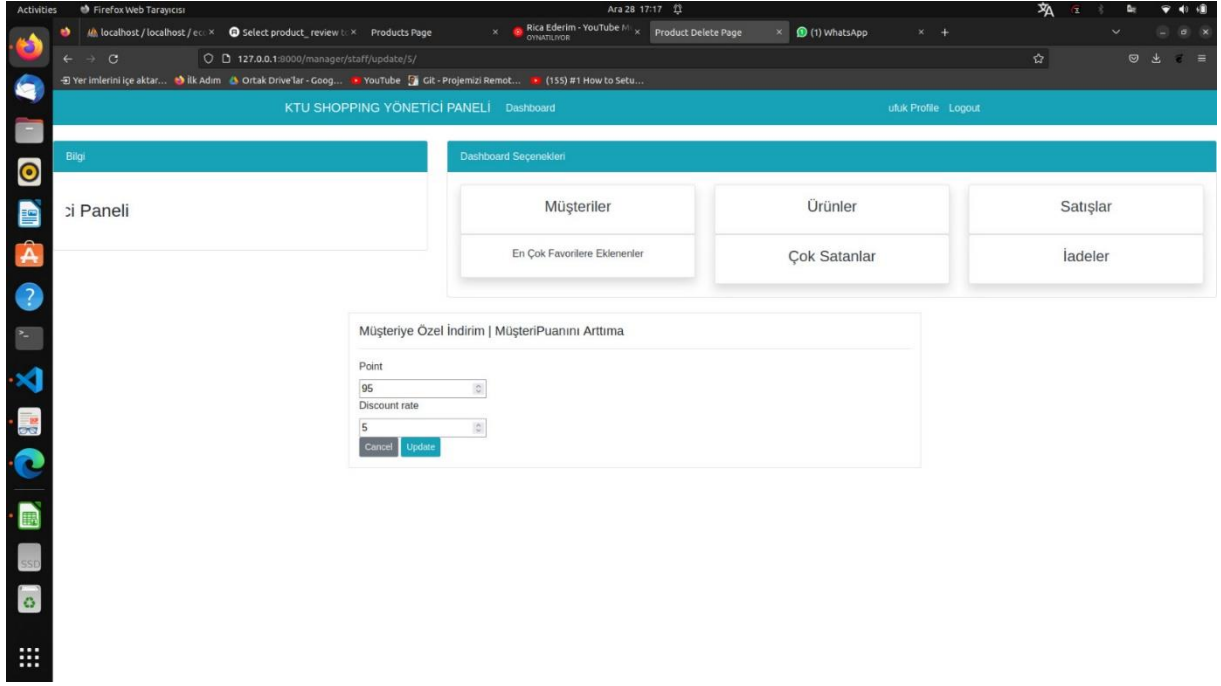 Activities Firefox Web Tarayıcısı Ara 28 17:17
localhost / localhost / ec Select product_review to Products Page Rica Ederim - YouTube M Product Delete Page (1) WhatsApp
OYNATILIYOR
127.0.0.1:8000/manager/staff/update/5/
Yer imlerini içe aktar... İlk Adım Ortak Drive'lar - Goog... YouTube Git - Projemizi Remot... (155) #1 How to Setu...
KTU SHOPPING YÖNETİCİ PANELİ Dashboard ufuk Profile Logout
Bilgi Dashboard Seçenekleri
ci Paneli Müşteriler Ürünler Satışlar
En Çok Favorilere Eklenenler Çok Satanlar İadeler
Müşteriye Özel İndirim | MüşteriPuanını Arttıma
Point
95
Discount rate
5
Cancel Update
SSD